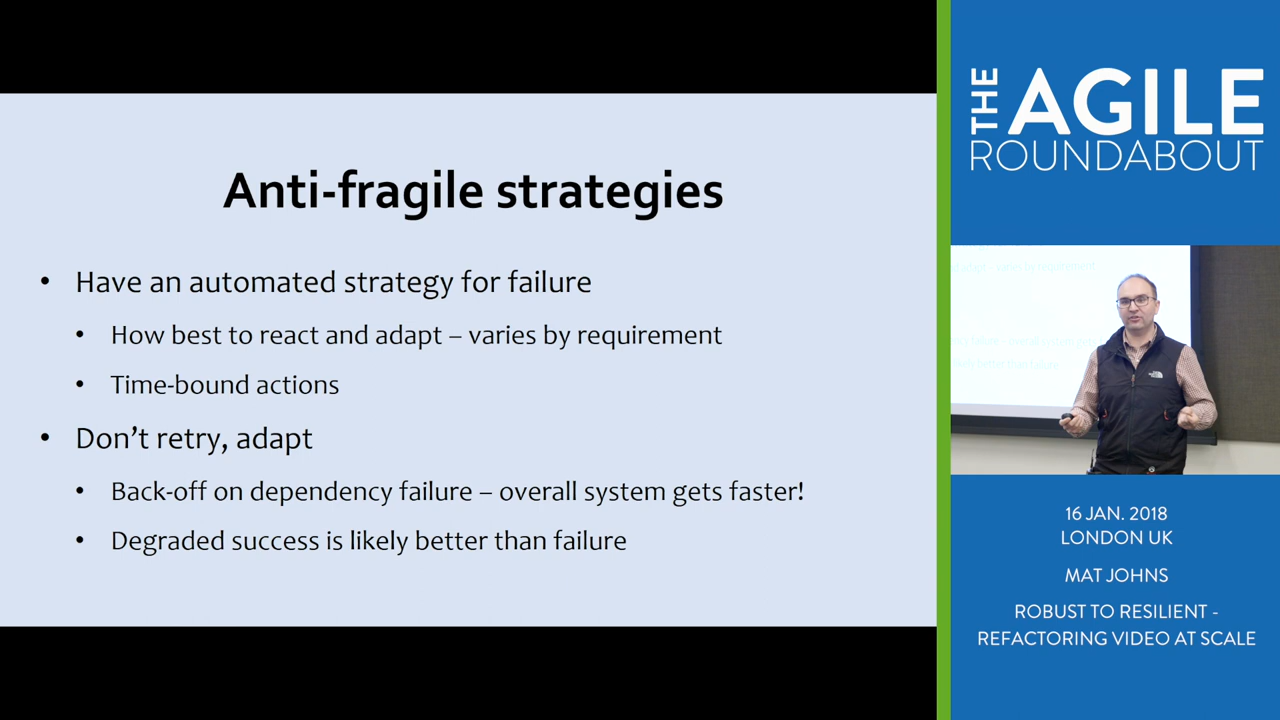 Anti-fragile strategies
• Have an automated strategy for failure
• How best to react and adapt – varies by requirement
• Time-bound actions
• Don’t retry, adapt
• Back-off on dependency failure – overall system gets faster!
• Degraded success is likely better than failure
THE AGILE
ROUNDABOUT
16 JAN. 2018
LONDON UK
MAT JOHNS
ROBUST TO RESILIENT -
REFACTORING VIDEO AT SCALE